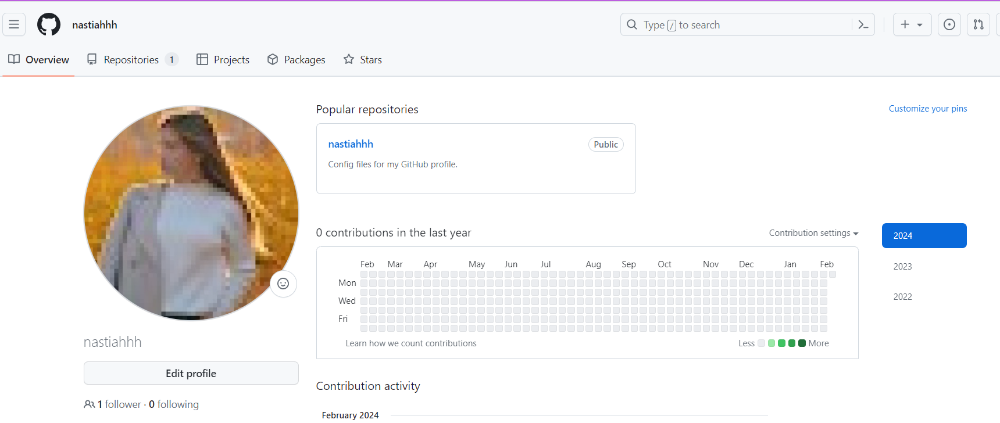 nastiahhh
Type / to search
Overview Repositories 1 Projects Packages Stars
Popular repositories
Customize your pins
nastiahhh Public
Config files for my GitHub profile.
0 contributions in the last year
Contribution settings
2024
2023
2022
Feb Mar Apr May Jun Jul Aug Sep Oct Nov Dec Jan Feb
Mon
Wed
Fri
Learn how we count contributions
Less More
nastiahhh
Edit profile
1 follower · 0 following
Contribution activity
February 2024